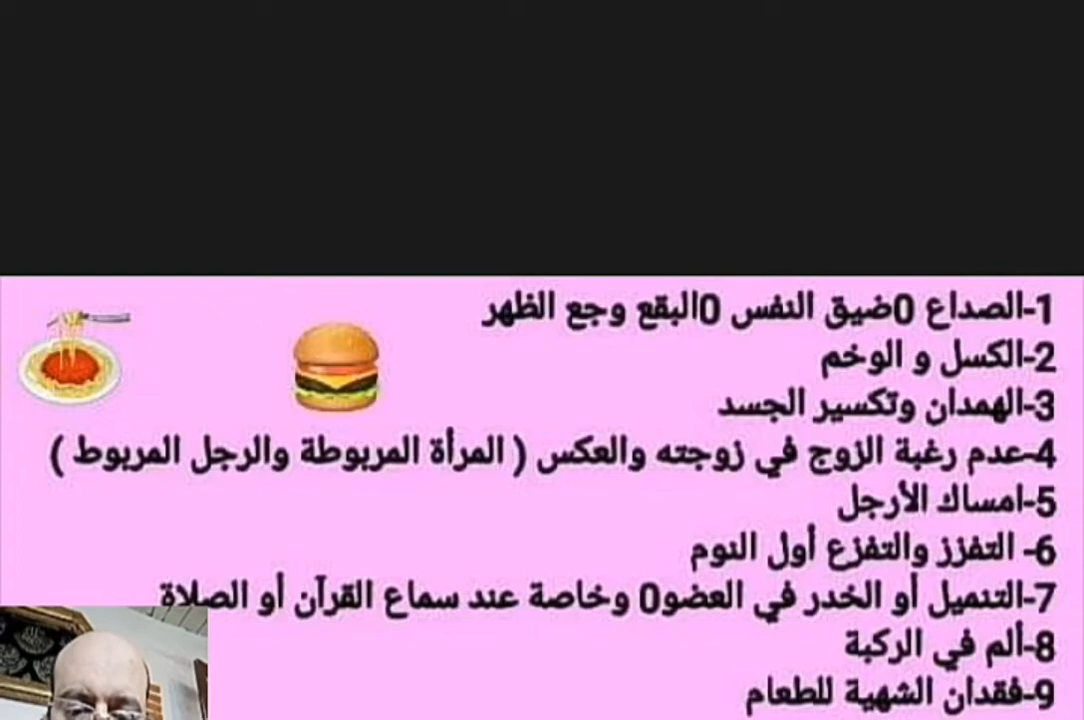 1-الصداع 0ضيق النفس 0البقع وجع الظهر
2-الكسل و الوخم
3-الهمدان وتكسير الجسد
4-عدم رغبة الزوج في زوجته والعكس ( المرأة المربوطة والرجل المربوط )
5-امساك الأرجل
6- التفزز والتفزع أول النوم
7-التنميل أو الخدر في العضو0 وخاصة عند سماع القرآن أو الصلاة
8-ألم في الركبة
9-فقدان الشهية للطعام